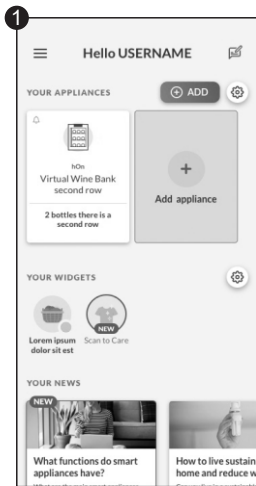 1
Hello USERNAME
YOUR APPLIANCES
ADD
hOn
Virtual Wine Bank
second row
2 bottles there is a
second row
+
Add appliance
YOUR WIDGETS
NEW
Lorem ipsum
dolor sit est
Scan to Care
YOUR NEWS
NEW
What functions do smart
appliances have?
How to live sustain
home and reduce w